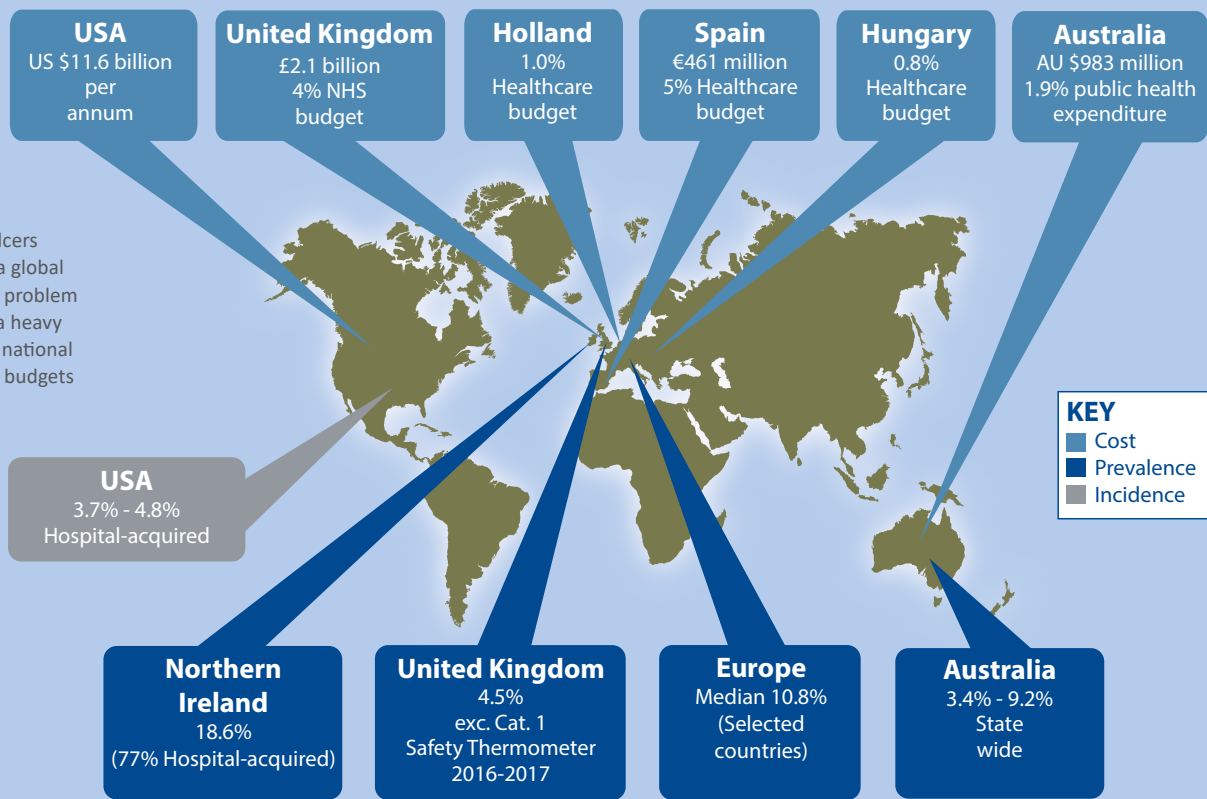 USA
US $11.6 billion
per
annum
United Kingdom
£2.1 billion
4% NHS
budget
Holland
1.0%
Healthcare
budget
Spain
€461 million
5% Healthcare
budget
Hungary
0.8%
Healthcare
budget
Australia
AU $983 million
1.9% public health
expenditure
lcers
a global
problem
a heavy
national
budgets
KEY
Cost
Prevalence
Incidence
USA
3.7% - 4.8%
Hospital-acquired
Northern
Ireland
18.6%
(77% Hospital-acquired)
United Kingdom
4.5%
exc. Cat. 1
Safety Thermometer
2016-2017
Europe
Median 10.8%
(Selected
countries)
Australia
3.4% - 9.2%
State
wide